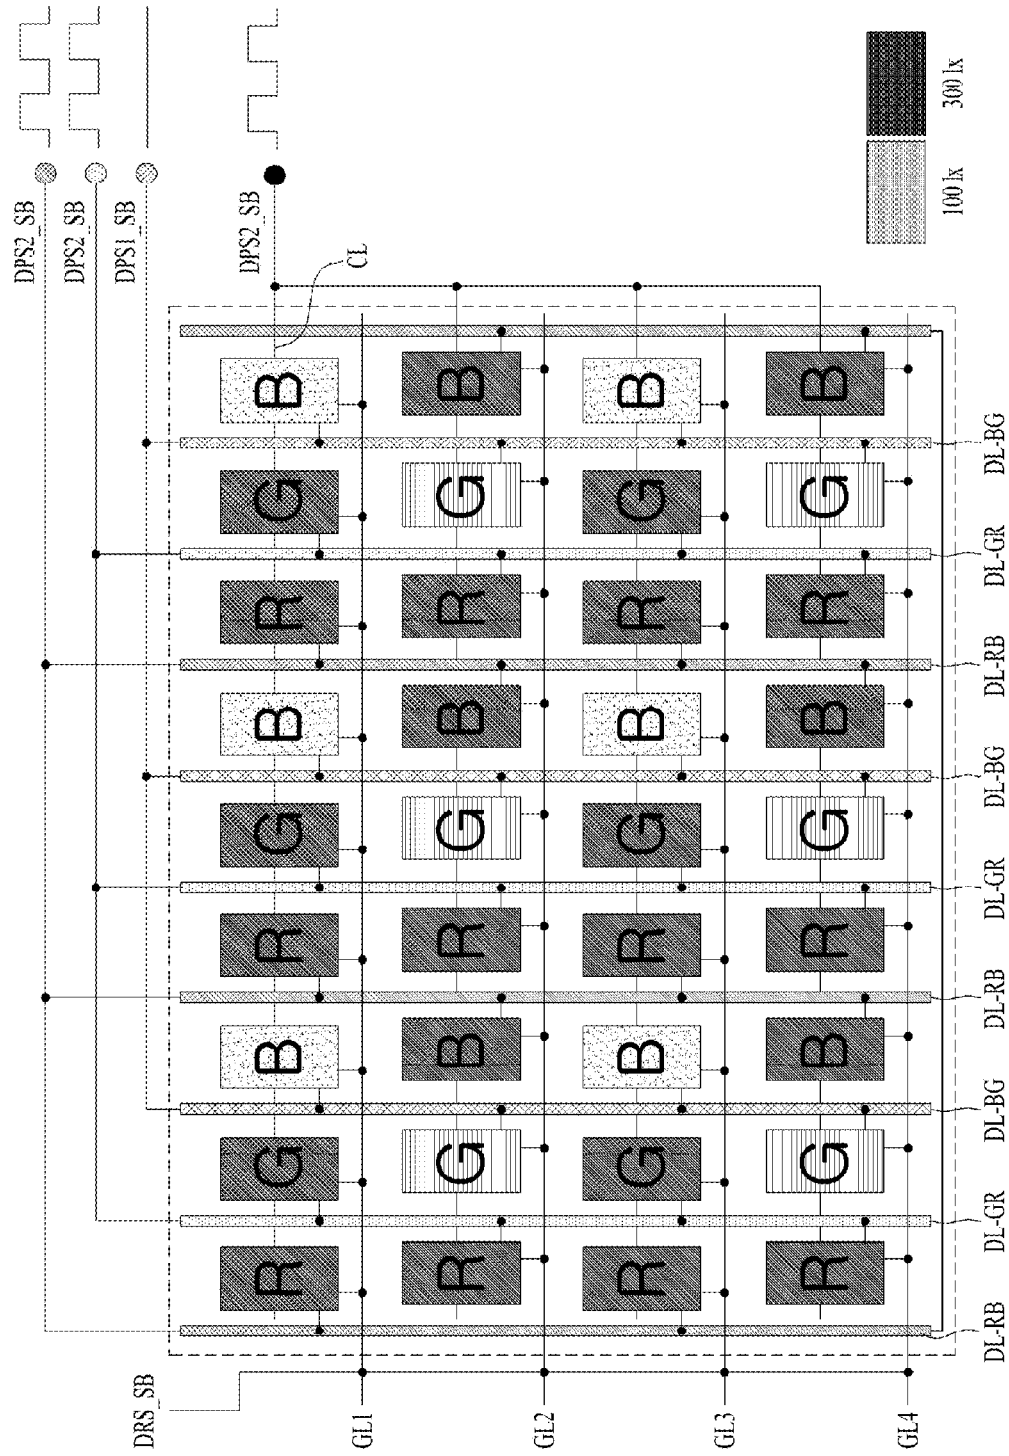 DPS2_SB
DPS2_SB
DPS1_SB
DRS_SB
DPS2_SB
R G B R G B R G B
CL
GL1
R G B R G B R G B
GL2
R G B R G B R G B
GL3
R G B R G B R G B
GL4
100 lx 300 lx
DL-RB DL-GR DL-BG DL-RB DL-GR DL-BG DL-RB DL-GR DL-BG